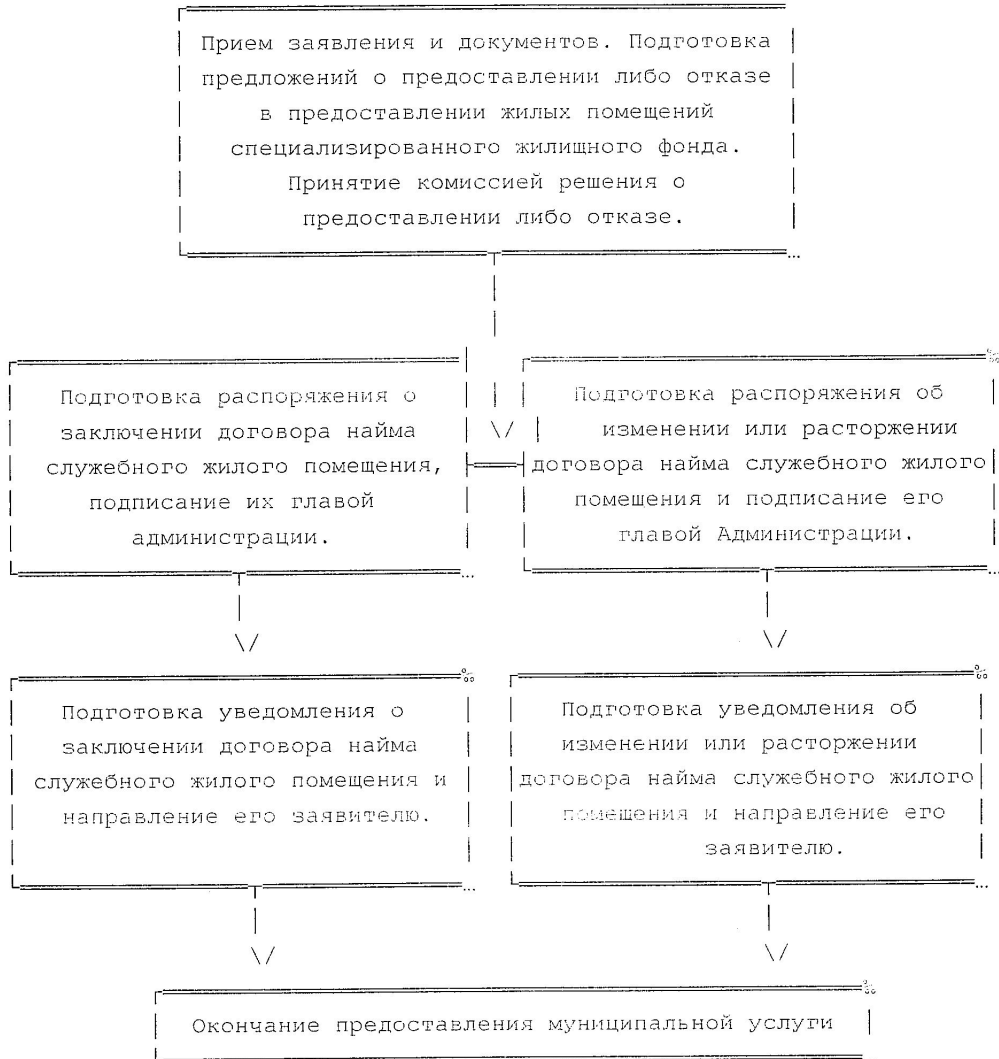 Прием заявления и документов. Подготовка
предложений о предоставлении либо отказе
в предоставлении жилых помещений
специализированного жилищного фонда.
Принятие комиссией решения о
предоставлении либо отказе.
Подготовка распоряжения о
заключении договора найма
служебного жилого помещения,
подписание их главой
администрации.
Подготовка распоряжения об
изменении или расторжении
договора найма служебного жилого
помещения и подписание его
главой Администрации.
Подготовка уведомления о
заключении договора найма
служебного жилого помещения и
направление его заявителю.
Подготовка уведомления об
изменении или расторжении
договора найма служебного жилого
помещения и направление его
заявителю.
Окончание предоставления муниципальной услуги